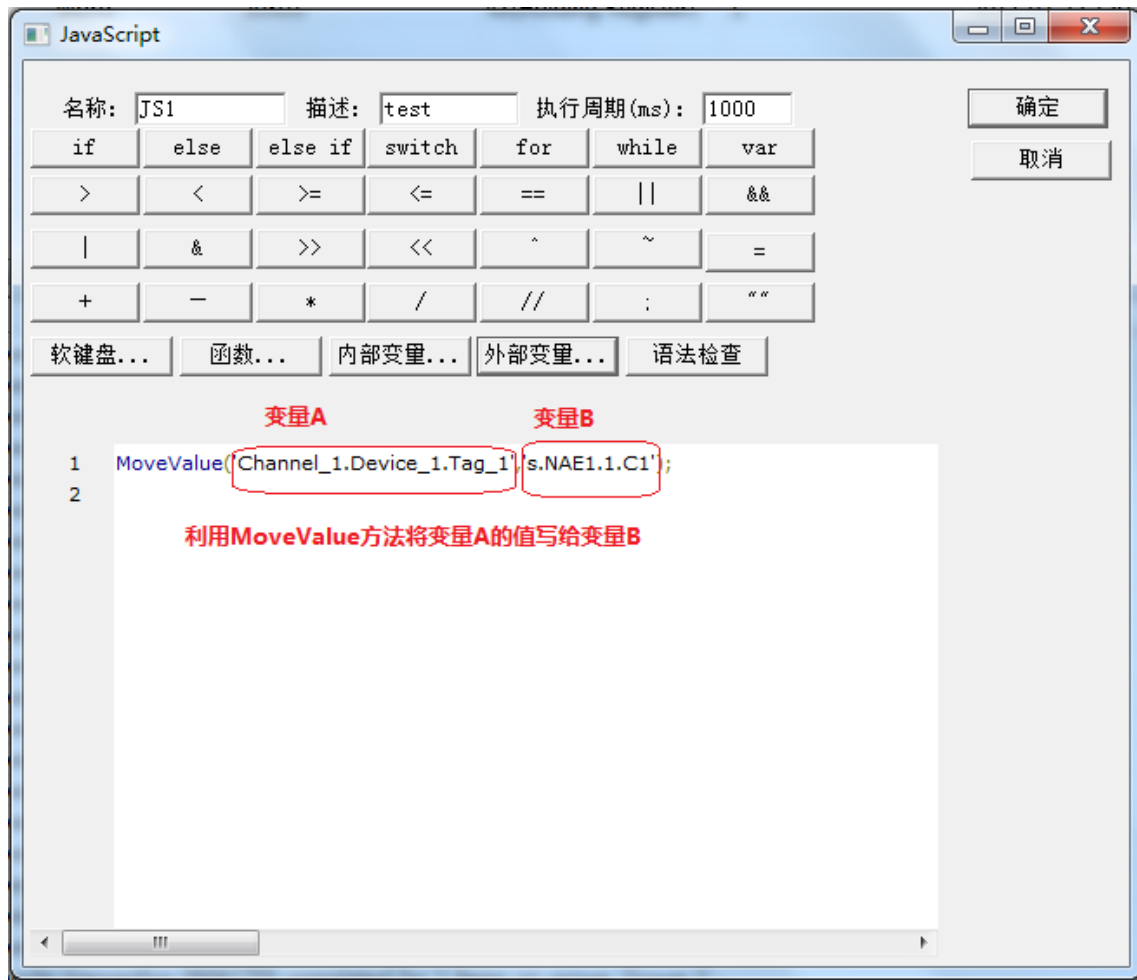 JavaScript
名称: JS1 描述: test 执行周期(ms): 1000 确定
if else else if switch for while var
取消
> < >= <= == || &&
| & >> << ^ ~ =
+ — * / // ; ""
软键盘... 函数... 内部变量... 外部变量... 语法检查
变量A 变量B
1 MoveValue('Channel_1.Device_1.Tag_1','s.NAE1.1.C1');
2
利用MoveValue方法将变量A的值写给变量B